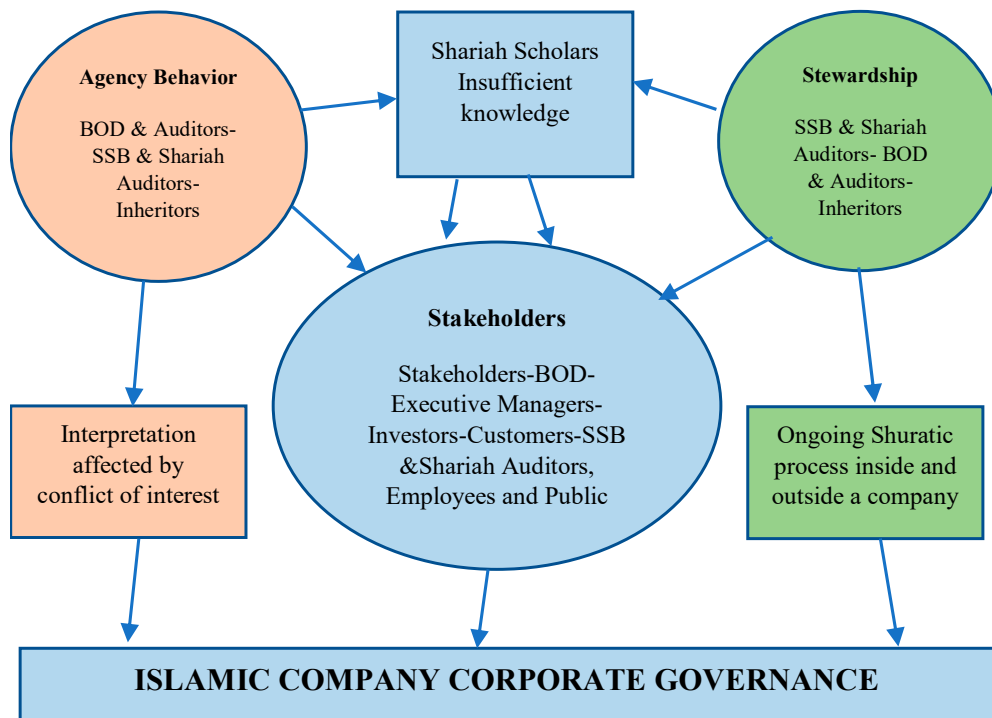 Agency Behavior
BOD & Auditors-
SSB & Shariah
Auditors-
Inheritors
Shariah Scholars
Insufficient
knowledge
Stewardship
SSB & Shariah
Auditors- BOD
& Auditors-
Inheritors
Stakeholders
Stakeholders-BOD-
Executive Managers-
Investors-Customers-SSB
&Shariah Auditors,
Employees and Public
Interpretation
affected by
conflict of interest
Ongoing Shuratic
process inside and
outside a company
ISLAMIC COMPANY CORPORATE GOVERNANCE